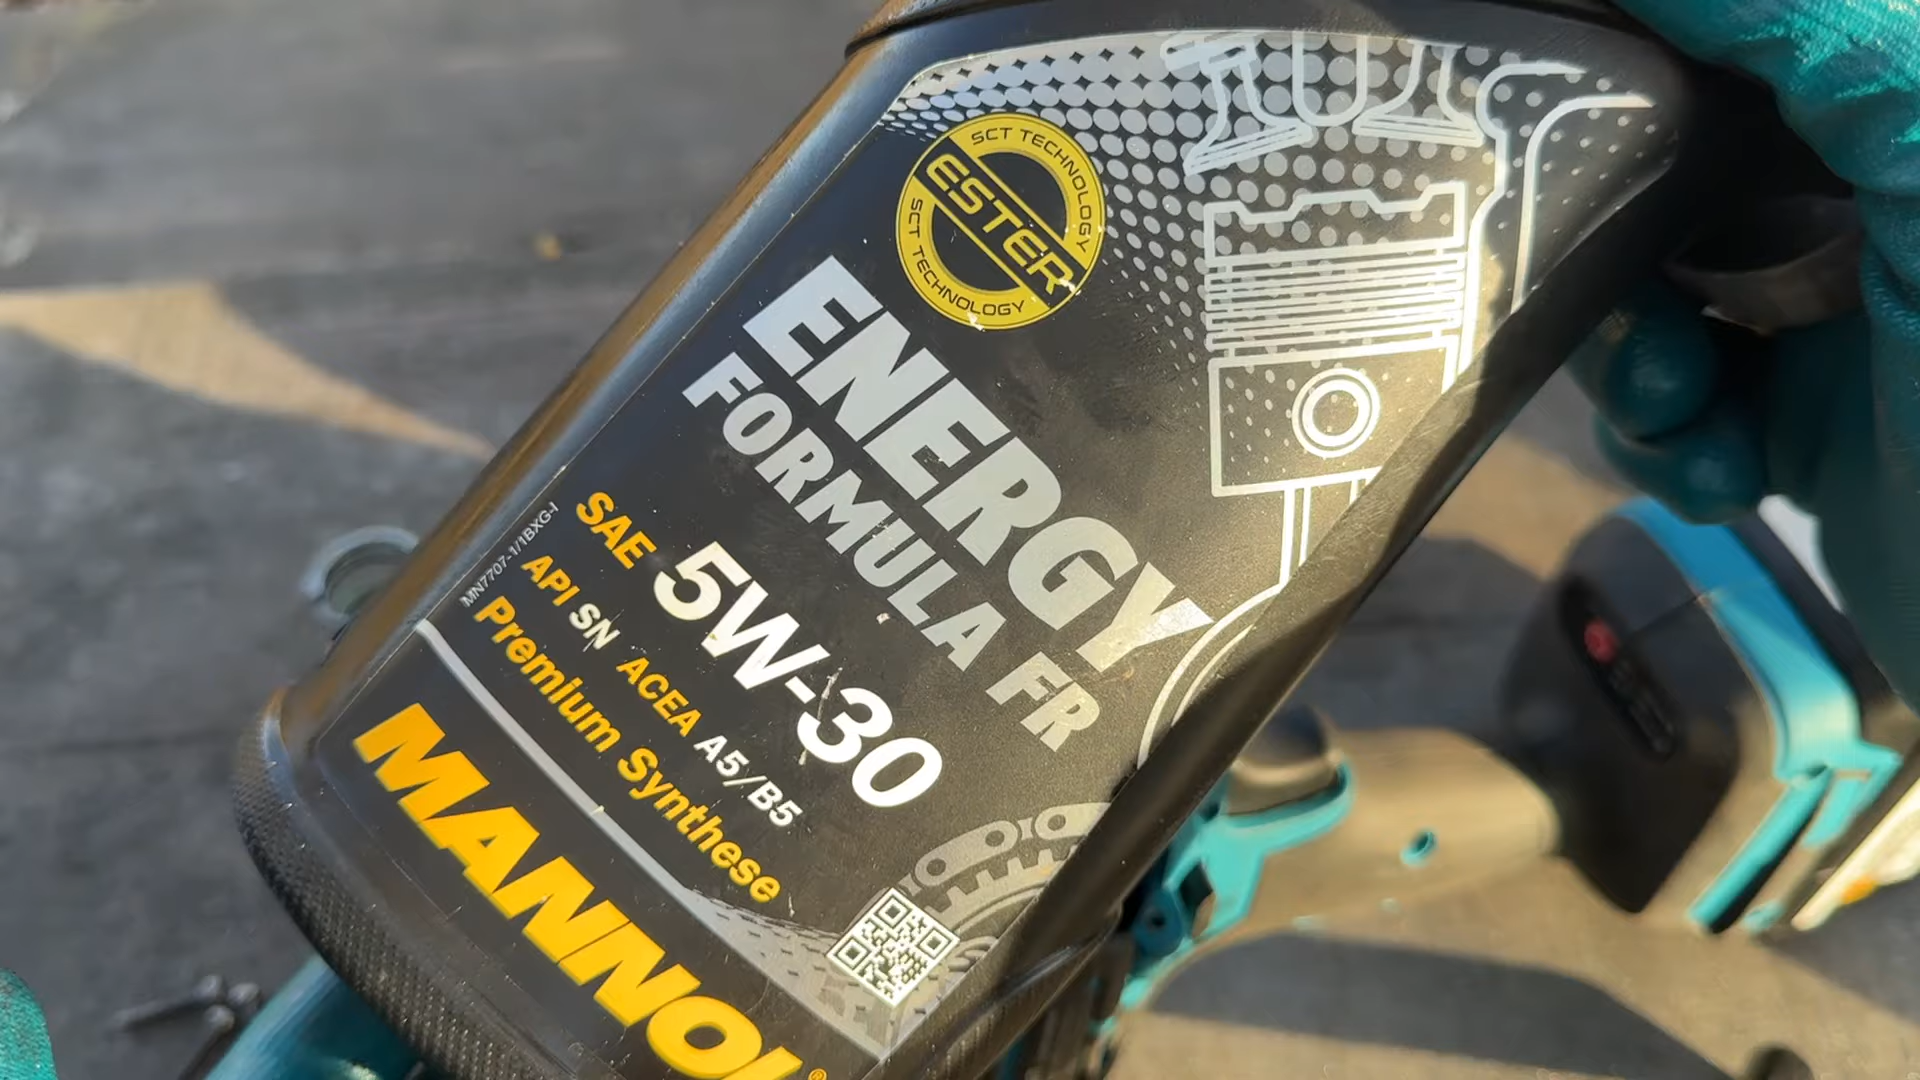 SCT TECHNOLOGY
ESTER
SCT TECHNOLOGY
ENERGY
FORMULA FR
SAE 5W-30
API SN ACEA A5/B5
Premium Synthese
MN7707-1/1BXG-I
MANNOL®